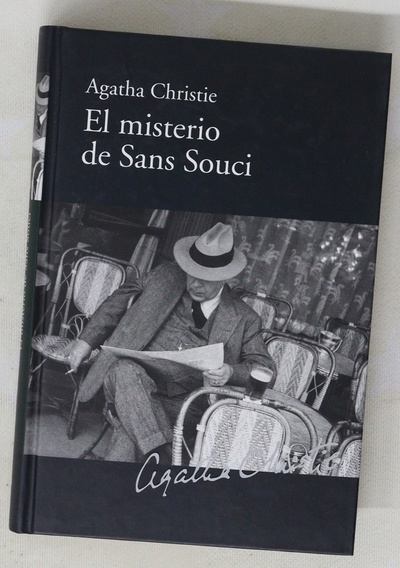 Agatha Christie
El misterio
de Sans Souci
Agatha Christie